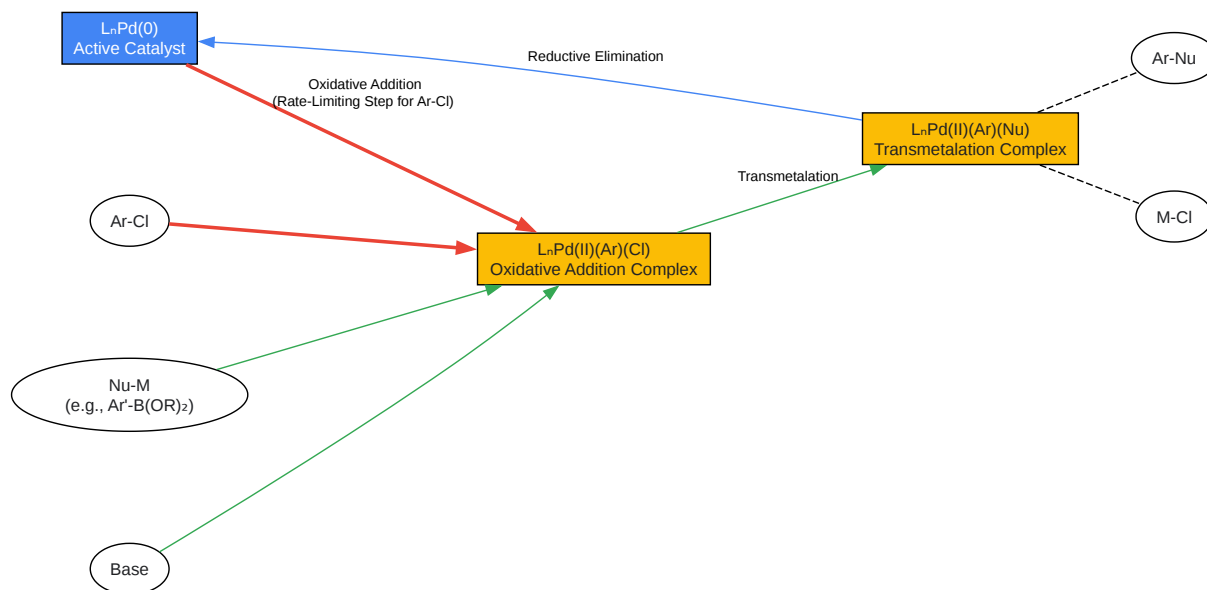 LₙPd(0)
Active Catalyst
Reductive Elimination
Oxidative Addition
(Rate-Limiting Step for Ar-Cl)
Ar-Nu
LₙPd(II)(Ar)(Nu)
Transmetalation Complex
Transmetalation
Ar-Cl
M-Cl
LₙPd(II)(Ar)(Cl)
Oxidative Addition Complex
Nu-M
(e.g., Ar'-B(OR)₂)
Base